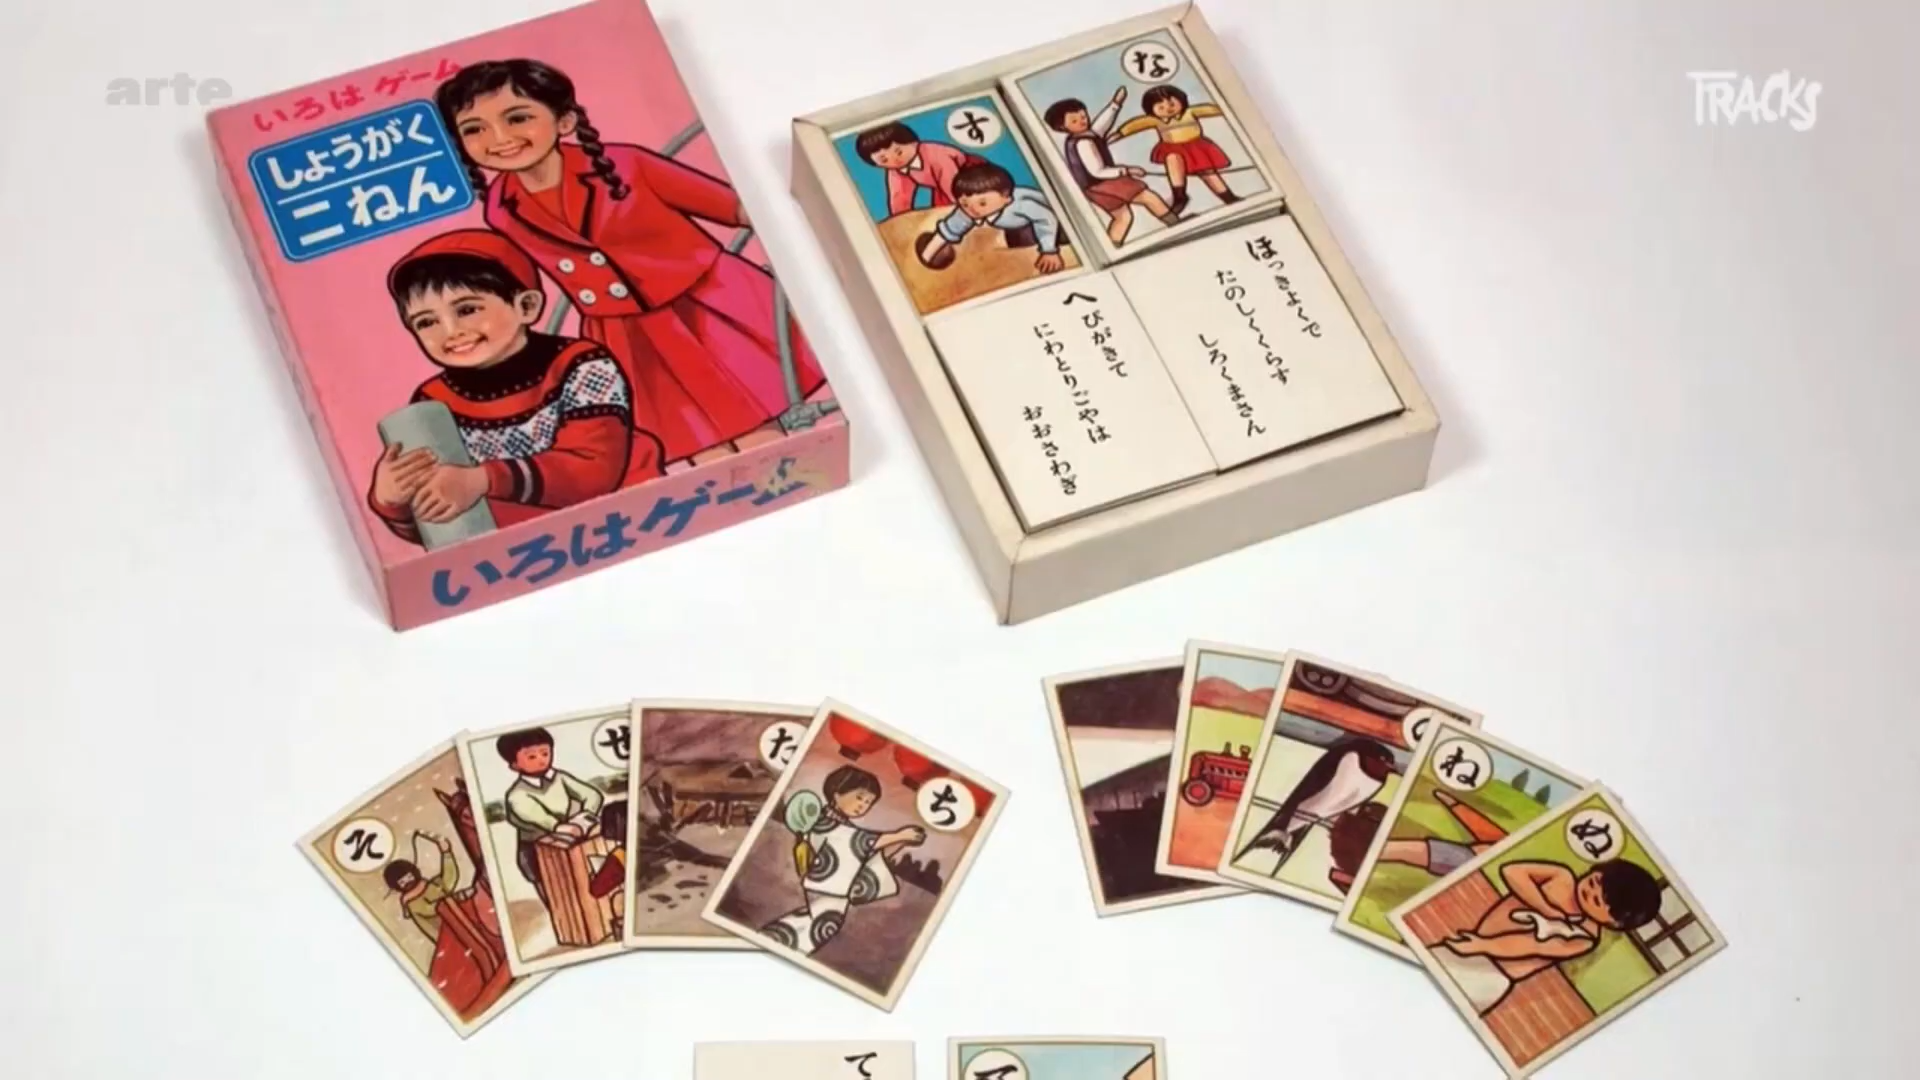 arte
TRACKS
いろは ゲーム
しょうがく
二ねん
いろはゲーム
す
な
ほっきよくで
たのしくくらす
しろくまさん
へびがきて
にわとりごやは
おおさわぎ
そ
せ
た
ち
ね
ぬ
て